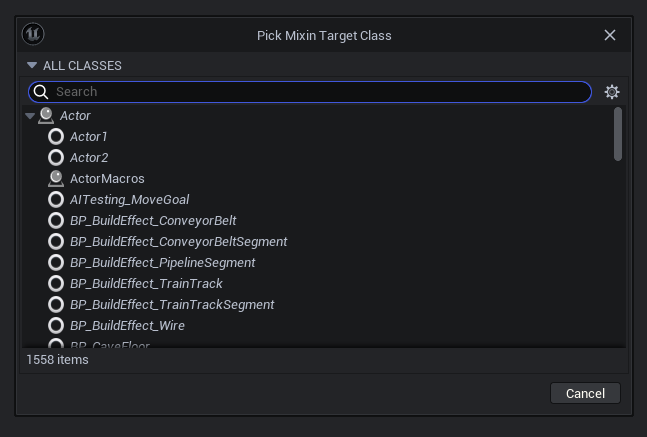 Pick Mixin Target Class
ALL CLASSES
Search
Actor
Actor1
Actor2
ActorMacros
AITesting_MoveGoal
BP_BuildEffect_ConveyorBelt
BP_BuildEffect_ConveyorBeltSegment
BP_BuildEffect_PipelineSegment
BP_BuildEffect_TrainTrack
BP_BuildEffect_TrainTrackSegment
BP_BuildEffect_Wire
BP_CaveFloor
1558 items
Cancel